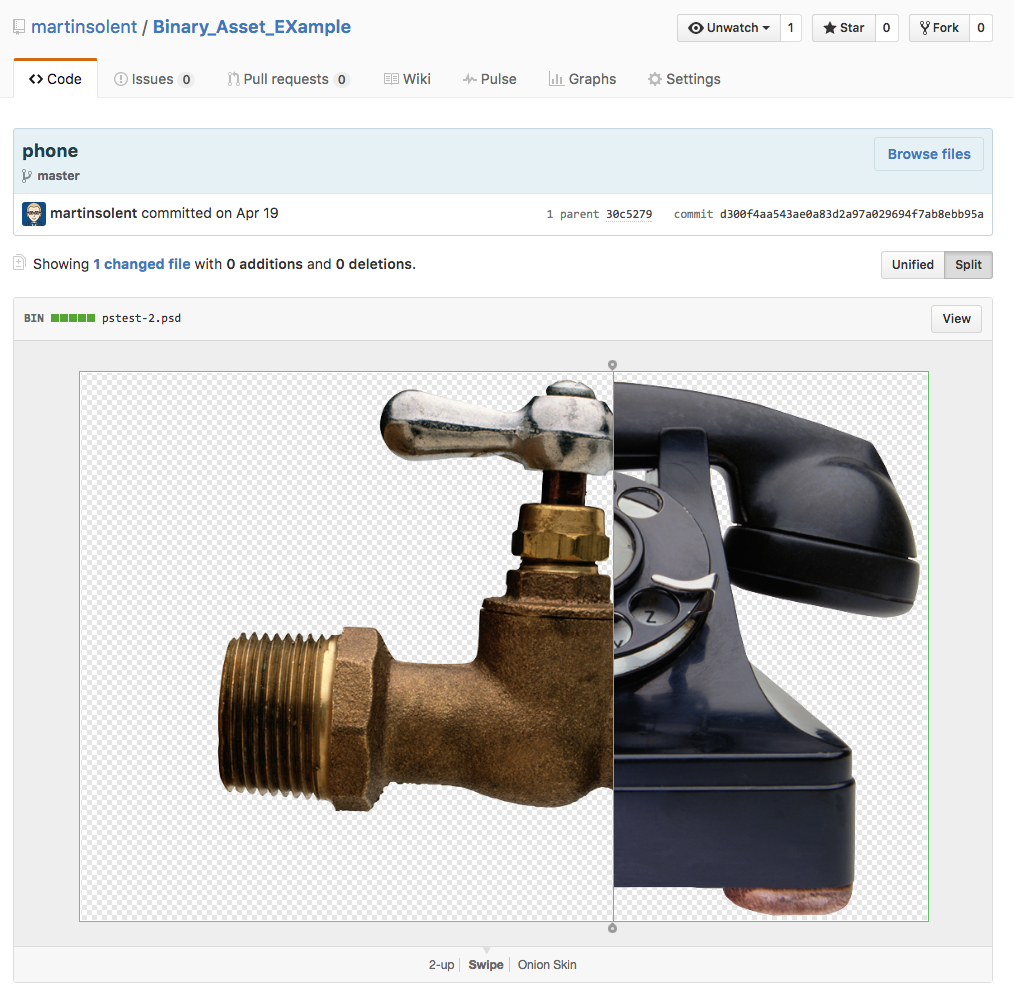 martinsolent / Binary_Asset_EXample
Unwatch 1 Star 0 Fork 0
Code Issues 0 Pull requests 0 Wiki Pulse Graphs Settings
phone
Browse files
master
martinsolent committed on Apr 19
1 parent 30c5279 commit d300f4aa543ae0a83d2a97a029694f7ab8ebb95a
Showing 1 changed file with 0 additions and 0 deletions.
Unified Split
BIN pstest-2.psd
View
Z
2-up Swipe Onion Skin